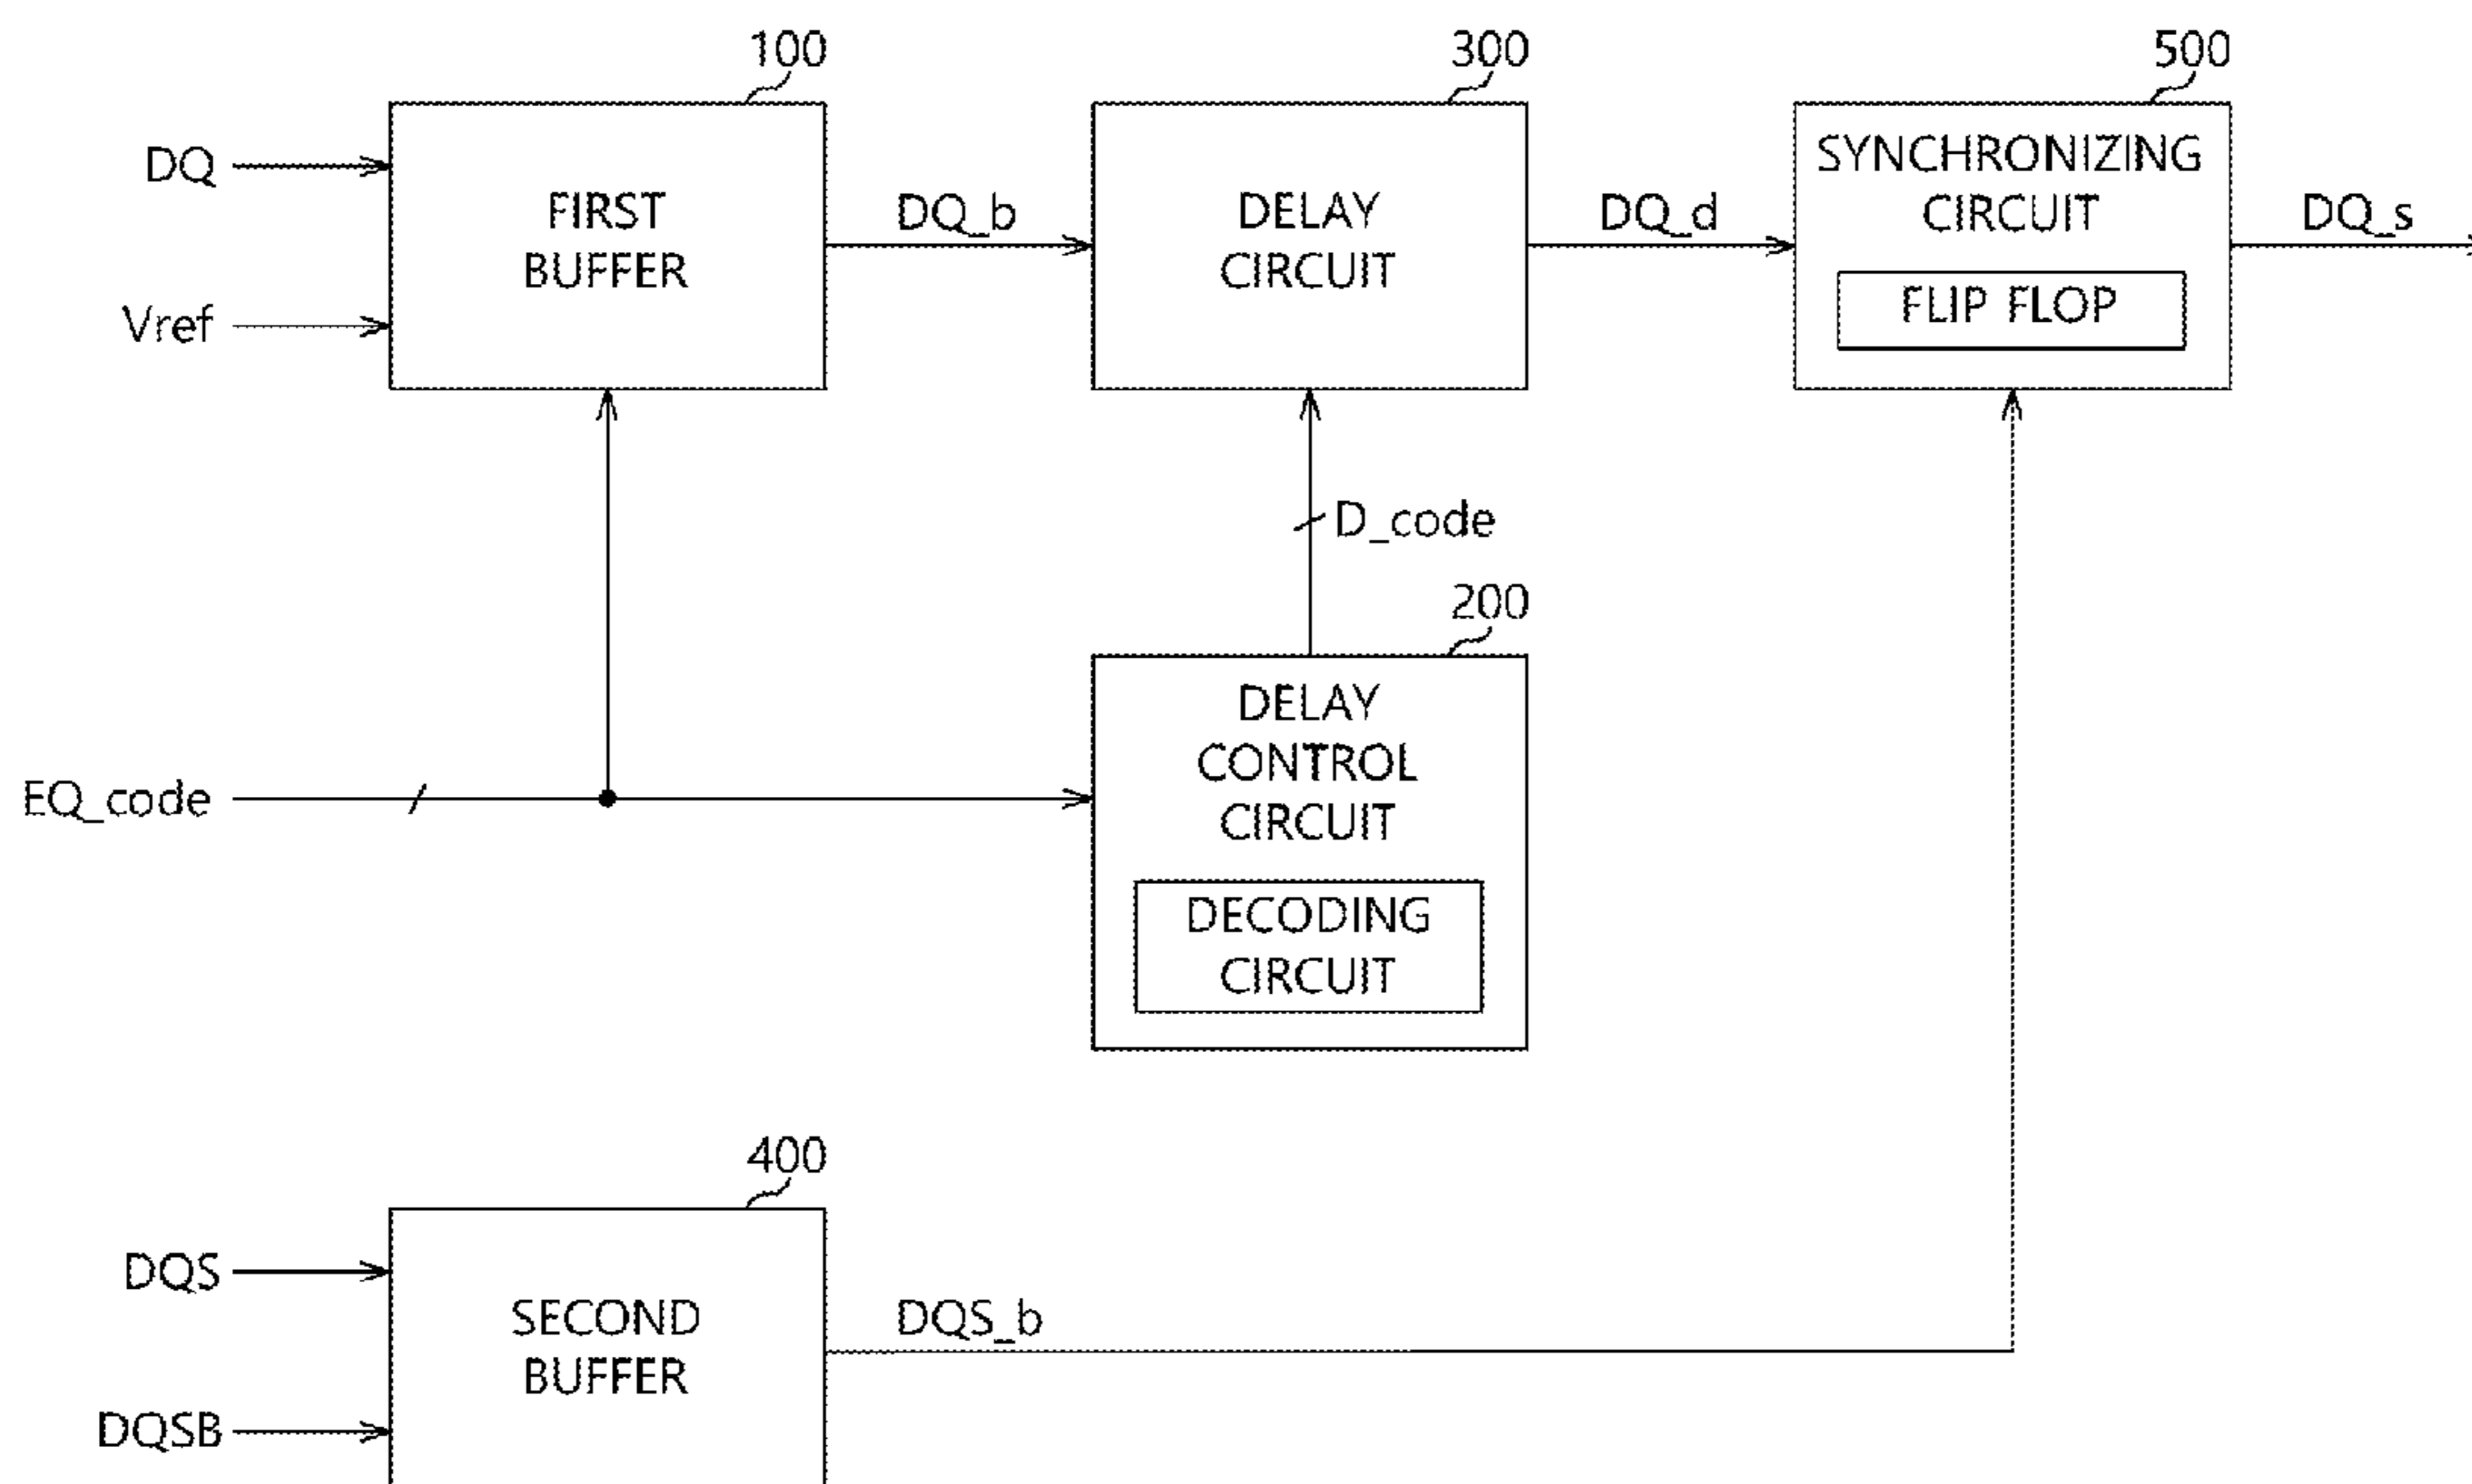 100
300
500
DQ
Vref
FIRST
BUFFER
DQ_b
DELAY
CIRCUIT
DQ_d
SYNCHRONIZING
CIRCUIT
FLIP FLOP
DQ_s
D_code
200
EQ_code
DELAY
CONTROL
CIRCUIT
DECODING
CIRCUIT
400
DQS
DQSB
SECOND
BUFFER
DQS_b